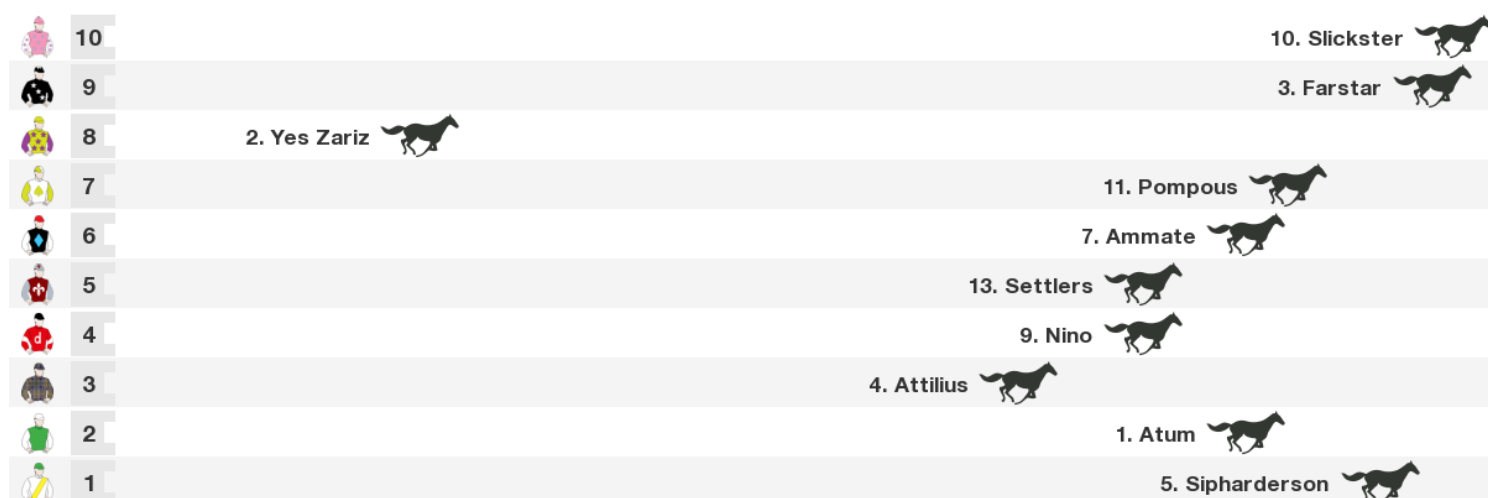 10 10. Slickster
9 3. Farstar
8 2. Yes Zariz
7 11. Pompous
6 7. Ammate
5 13. Settlers
d 4 9. Nino
3 4. Attilius
2 1. Atum
1 5. Sipharderson